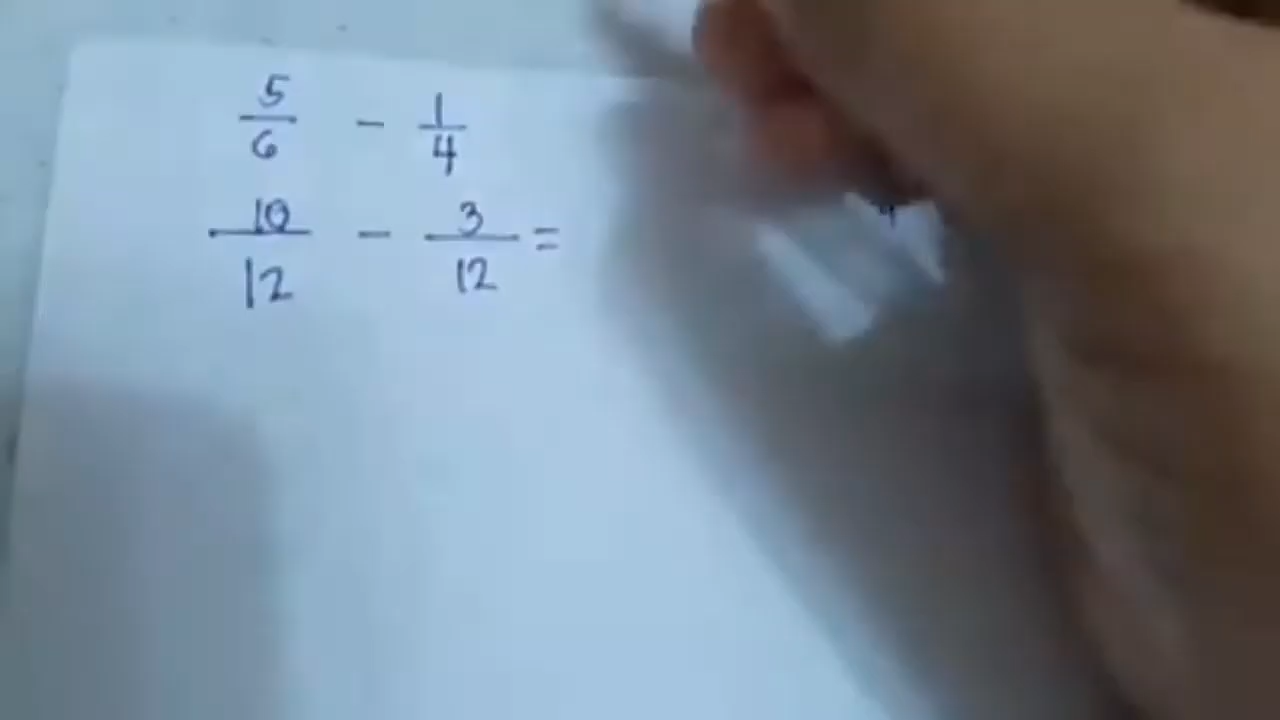 5/6 - 1/4
10/12 - 3/12 =